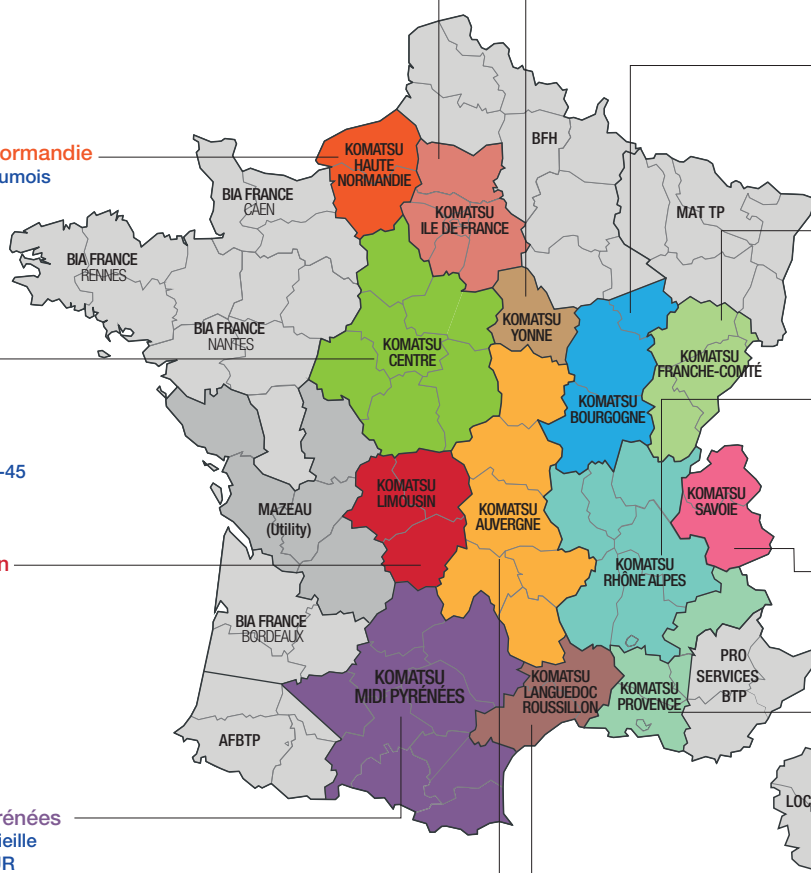 BFH
ormandie
umois
KOMATSU
HAUTE
NORMANDIE
BIA FRANCE
CAEN
KOMATSU
ILE DE FRANCE
MAT TP
BIA FRANCE
RENNES
BIA FRANCE
NANTES
KOMATSU
YONNE
KOMATSU
CENTRE
KOMATSU
FRANCHE-COMTÉ
KOMATSU
BOURGOGNE
-45
KOMATSU
LIMOUSIN
KOMATSU
SAVOIE
MAZEAU
(Utility)
KOMATSU
AUVERGNE
n
KOMATSU
RHÔNE ALPES
BIA FRANCE
BORDEAUX
PRO
SERVICES
BTP
KOMATSU
MIDI PYRÉNÉES
KOMATSU
LANGUEDOC
ROUSSILLON
KOMATSU
PROVENCE
AFBTP
LOC
rénées
ieille
UR